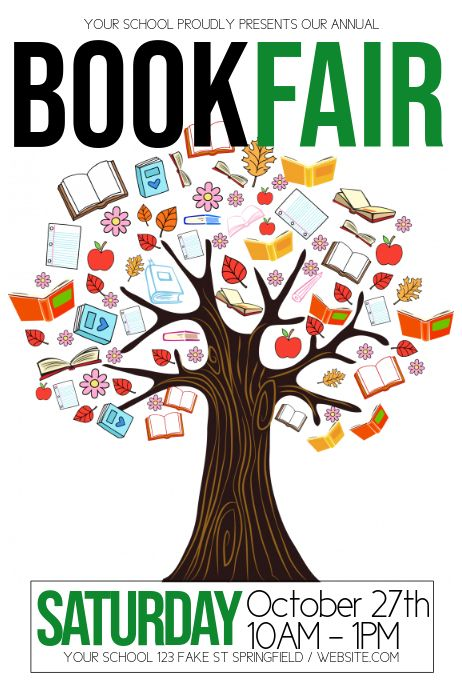 YOUR SCHOOL PROUDLY PRESENTS OUR ANNUAL
BOOKFAIR
SATURDAY October 27th
10AM – 1PM
YOUR SCHOOL 123 FAKE ST SPRINGFIELD / WEBSITE.COM